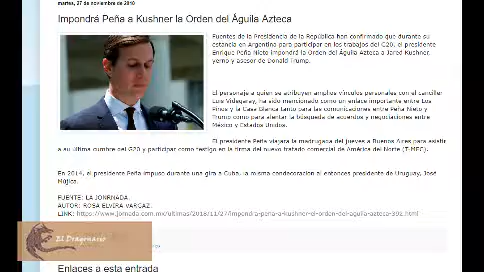 martes, 27 de noviembre de 2018
Impondrá Peña a Kushner la Orden del Águila Azteca
Fuentes de la Presidencia de la República han confirmado que durante su
estancia en Argentina para participar en los trabajos del G20, el presidente
Enrique Peña Nieto impondrá la Orden del Águila Azteca a Jared Kushner,
yerno y asesor de Donald Trump.
El personaje a quien se atribuyen amplios vínculos personales con el canciller
Luis Videgaray, ha sido mencionado como un enlace importante entre Los
Pinos y la Casa Blanca tanto para las comunicaciones entre Peña Nieto y
Trump como para alentar la búsqueda de acuerdos y negociaciones entre
México y Estados Unidos.
El presidente Peña viajará la madrugada del jueves a Buenos Aires para asistir
a su última cumbre del G20 y participar como testigo en la firma del nuevo tratado comercial de América del Norte (T-MEC).
En 2014, el presidente Peña impuso durante una gira a Cuba, la misma condecoración al entonces presidente de Uruguay, José
Mújica.
FUENTE: LA JONRNADA.
AUTOR: ROSA ELVIRA VARGAZ.
LINK: https://www.jornada.com.mx/ultimas/2018/11/27/impondra-pena-a-kushner-el-orden-del-aguila-azteca-392.html
El Dragonario
Enlaces a esta entrada